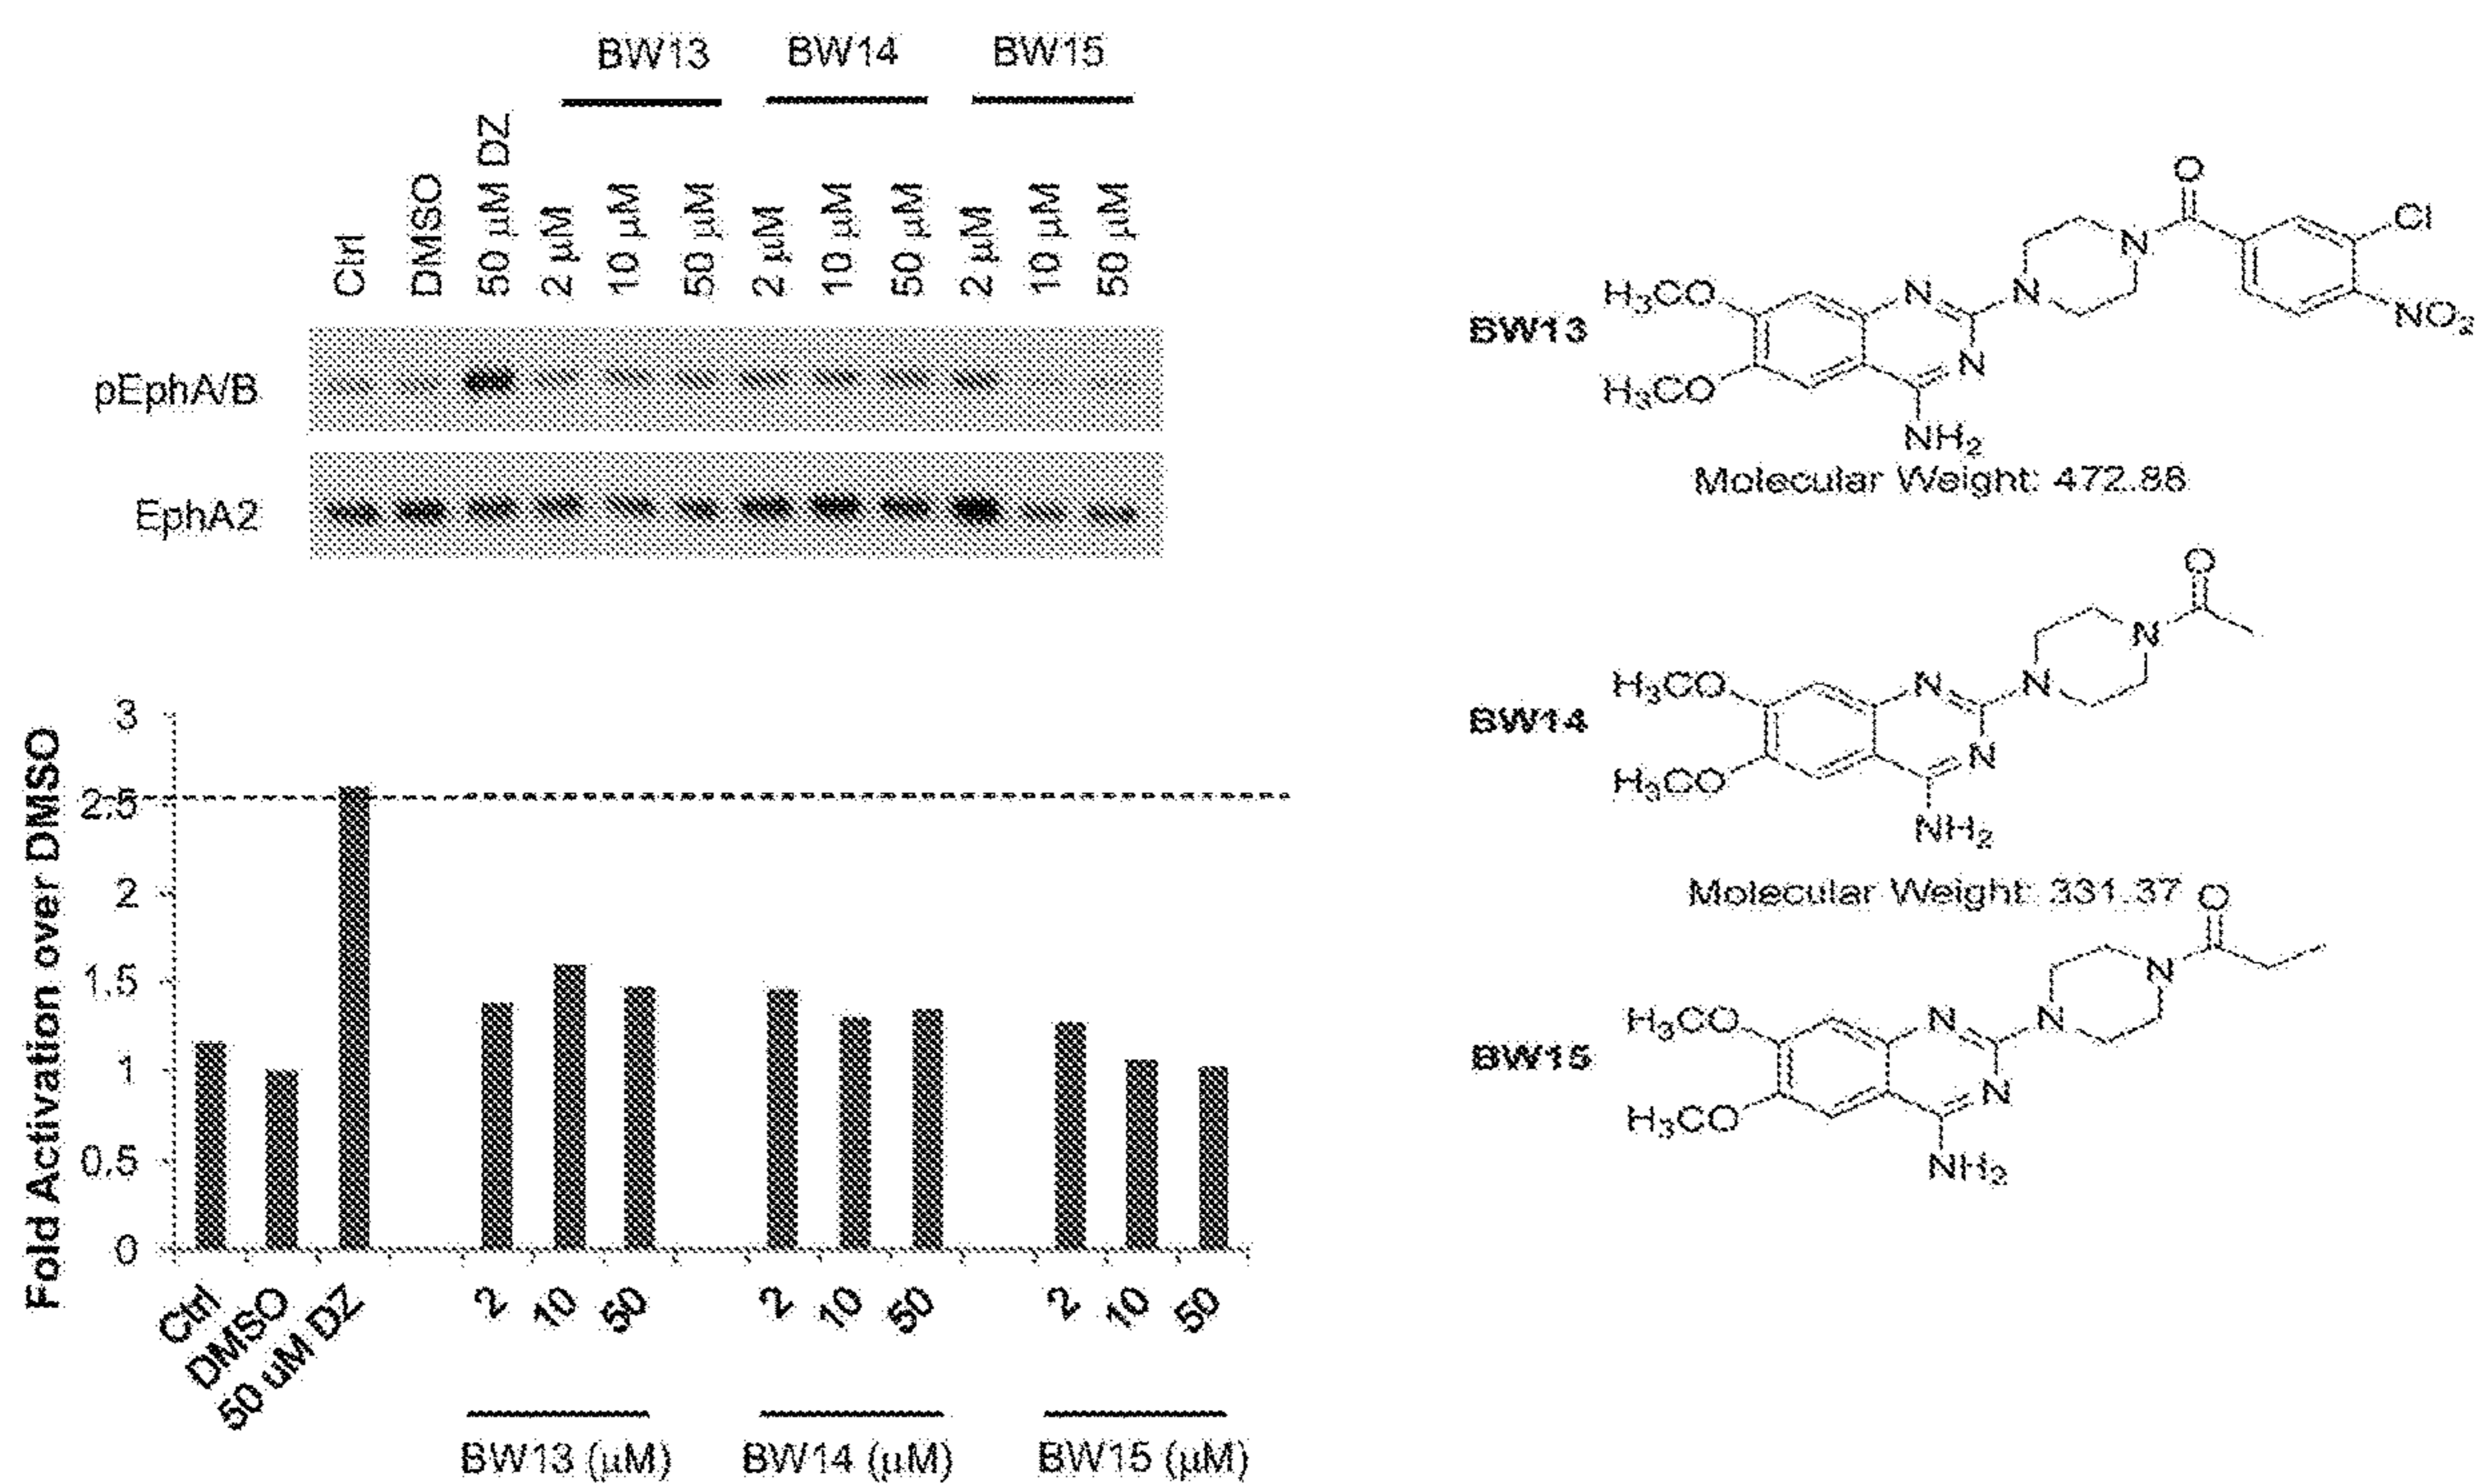 BW13 BW14 BW15
Ctrl DMSO 50 µM DZ 2 µM 10 µM 50 µM 2 µM 10 µM 50 µM 2 µM 10 µM 50 µM
pEphA/B
EphA2
Fold Activation over DMSO
3
2.5
2
1.5
1
0.5
0
Ctrl DMSO 50 uM DZ 2 10 50 2 10 50 2 10 50
BW13 (µM) BW14 (µM) BW15 (µM)
BW13
O
Cl
N
N
N
H₃CO
NO₂
N
H₃CO
NH₂
Molecular Weight: 472.88
BW14
O
N
H₃CO
N
N
N
H₃CO
NH₂
Molecular Weight: 331.37
BW15
O
N
H₃CO
N
N
N
H₃CO
NH₂